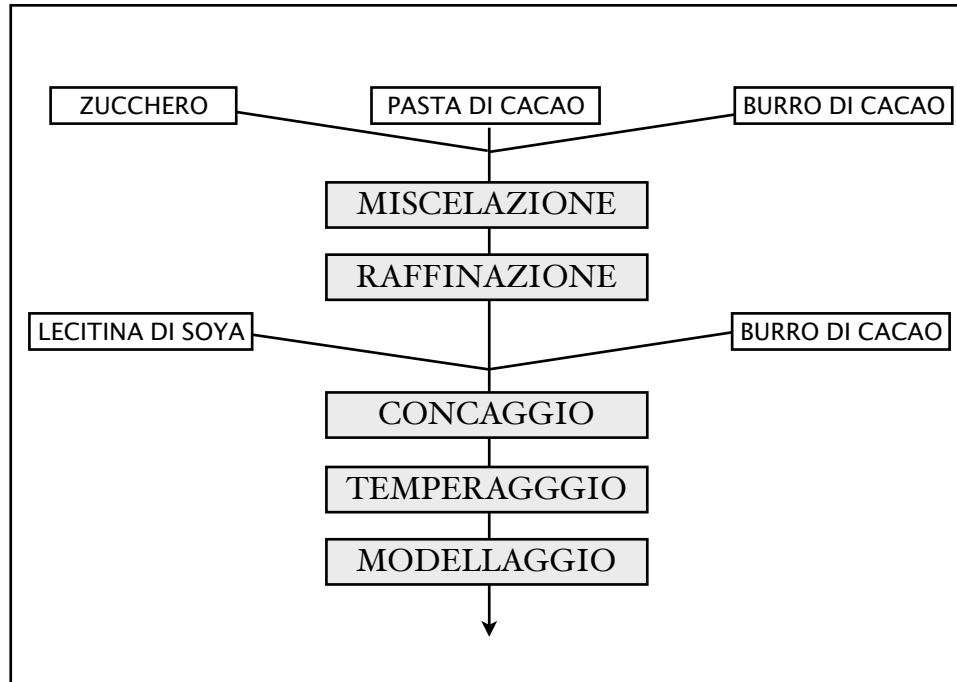 ZUCCHERO
PASTA DI CACAO
BURRO DI CACAO
MISCELAZIONE
RAFFINAZIONE
LECITINA DI SOYA
BURRO DI CACAO
CONCAGGIO
TEMPERAGGGIO
MODELLAGGIO